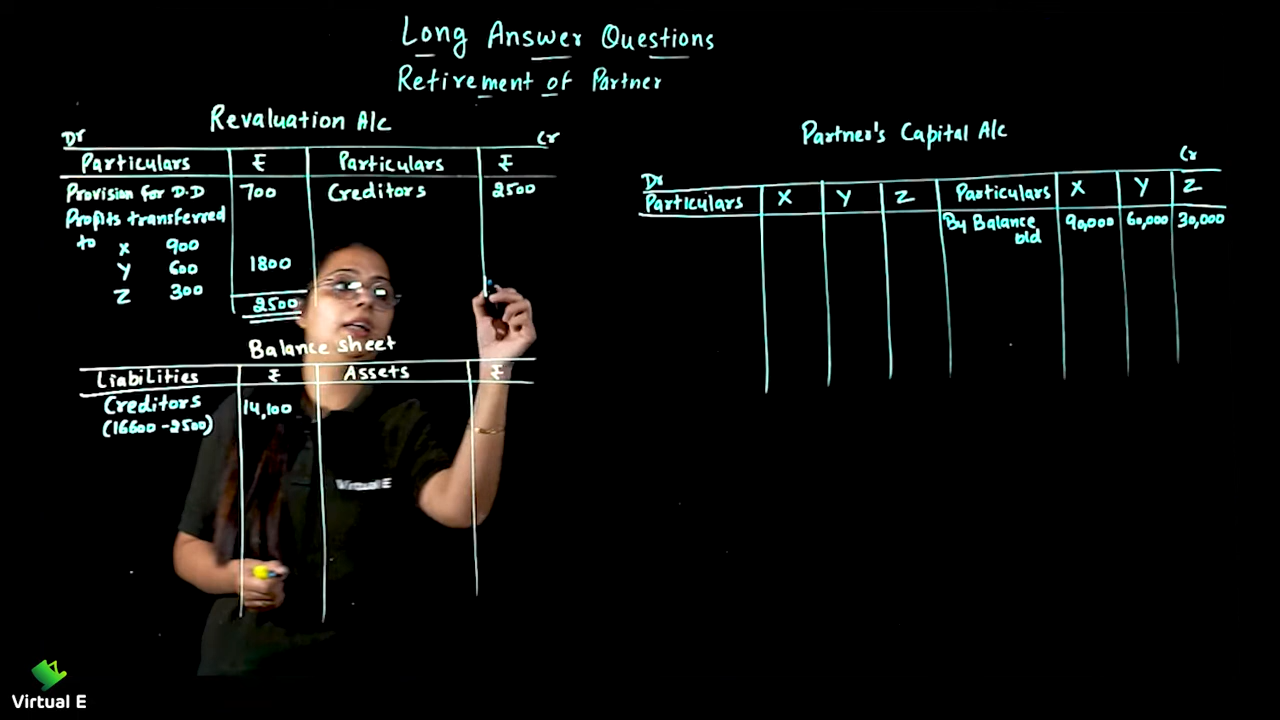 Long Answer Questions
Retirement of Partner
Revaluation A/c
Dr Cr
Particulars ₹ Particulars ₹
Provision for D.D 700 Creditors 2500
Profits transferred
to X 900
Y 600 1800
Z 300
2500
Balance sheet
Liabilities ₹ Assets ₹
Creditors 14,100
(16600 - 2500)
Partner's Capital A/c
Dr Cr
Particulars X Y Z Particulars X Y Z
By Balance 90,000 60,000 30,000
b/d
Virtual E
Virtual E